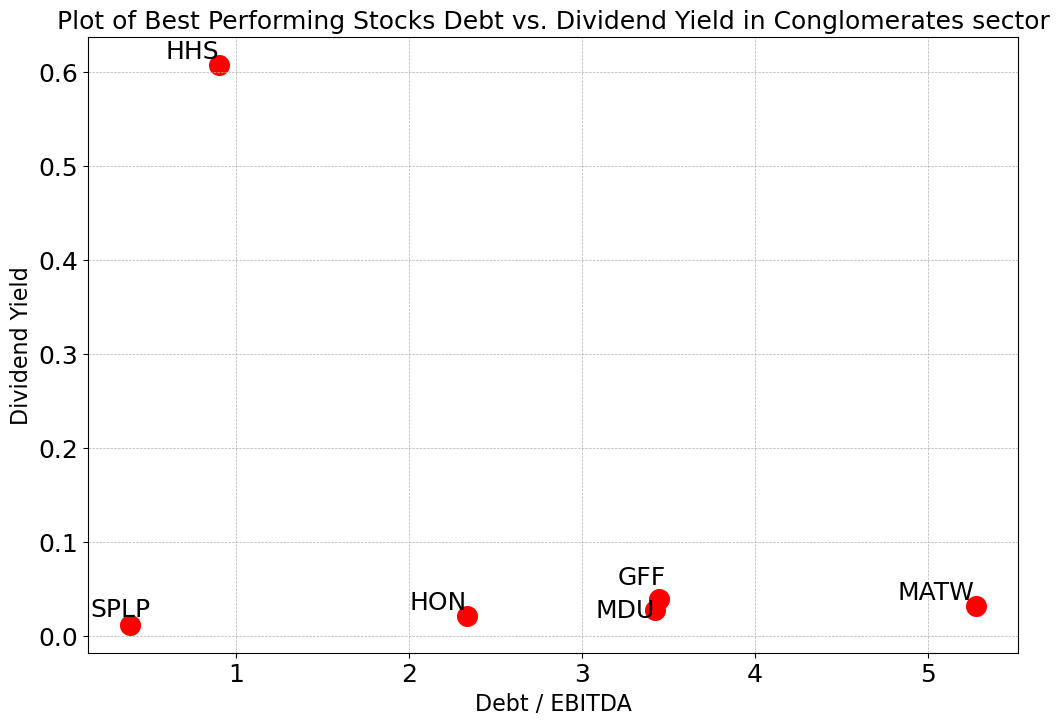 Plot of Best Performing Stocks Debt vs. Dividend Yield in Conglomerates sector
HHS
0.6
0.5
0.4
0.3
0.2
0.1
0.0
Dividend Yield
SPLP
HON
GFF
MDU
MATW
1 2 3 4 5
Debt / EBITDA